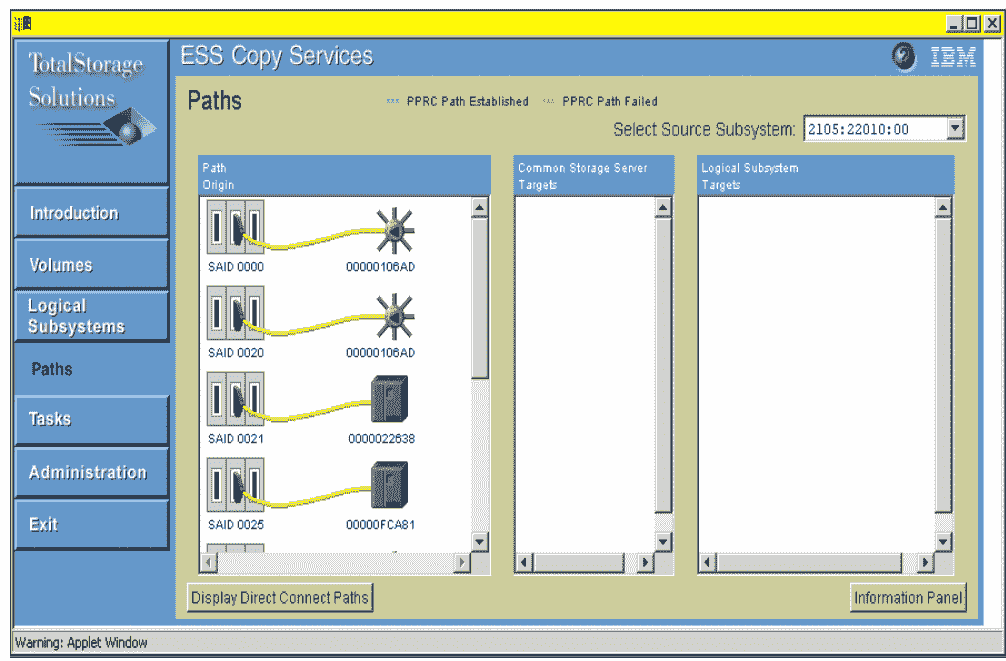 TotalStorage
Solutions
ESS Copy Services
IBM
Paths
PPRC Path Established
PPRC Path Failed
Select Source Subsystem:
2105:22010:00
Introduction
Volumes
Logical
Subsystems
Paths
Tasks
Administration
Exit
Path
Origin
SAID 0000
00000106AD
SAID 0020
00000106AD
SAID 0021
0000022638
SAID 0025
00000FCA81
Common Storage Server
Targets
Logical Subsystem
Targets
Display Direct Connect Paths
Information Panel
Warning: Applet Window